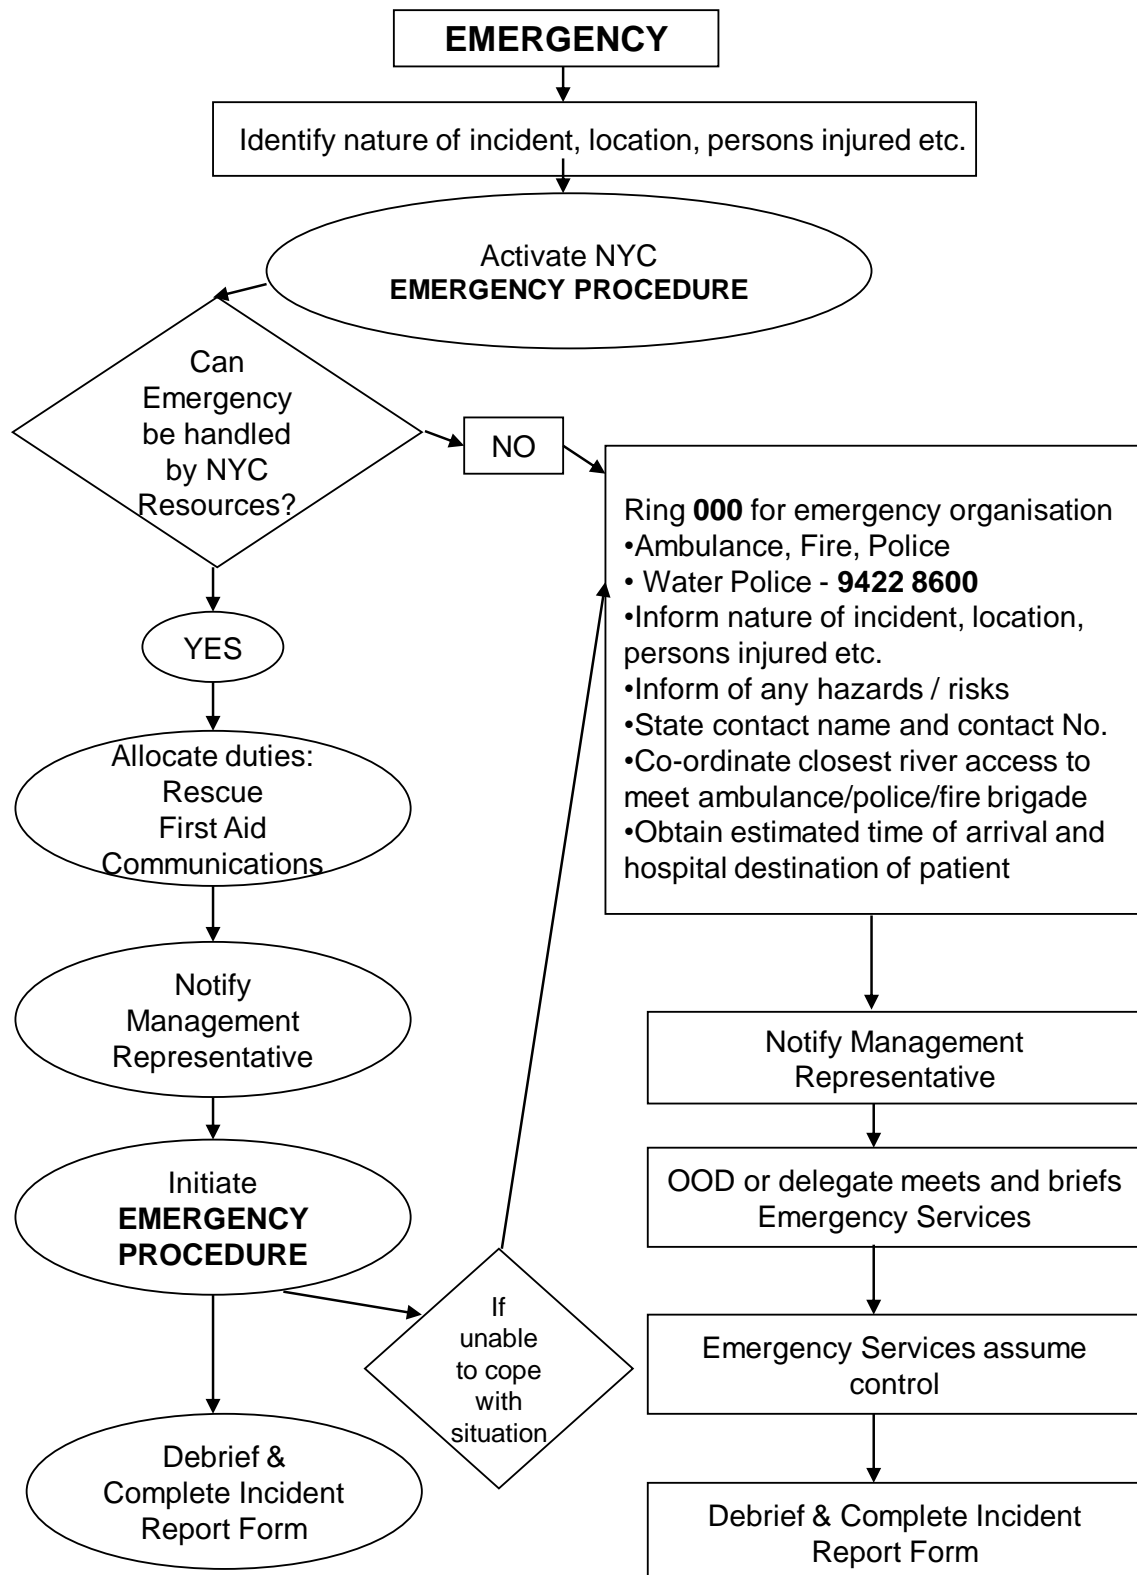 EMERGENCY
Identify nature of incident, location, persons injured etc.
Activate NYC
EMERGENCY PROCEDURE
Can
Emergency
be handled
by NYC
Resources?
NO
YES
Ring 000 for emergency organisation
•Ambulance, Fire, Police
• Water Police - 9422 8600
•Inform nature of incident, location,
persons injured etc.
•Inform of any hazards / risks
•State contact name and contact No.
•Co-ordinate closest river access to
meet ambulance/police/fire brigade
•Obtain estimated time of arrival and
hospital destination of patient
Allocate duties:
Rescue
First Aid
Communications
Notify
Management
Representative
Initiate
EMERGENCY
PROCEDURE
If
unable
to cope
with
situation
Debrief &
Complete Incident
Report Form
Notify Management
Representative
OOD or delegate meets and briefs
Emergency Services
Emergency Services assume
control
Debrief & Complete Incident
Report Form